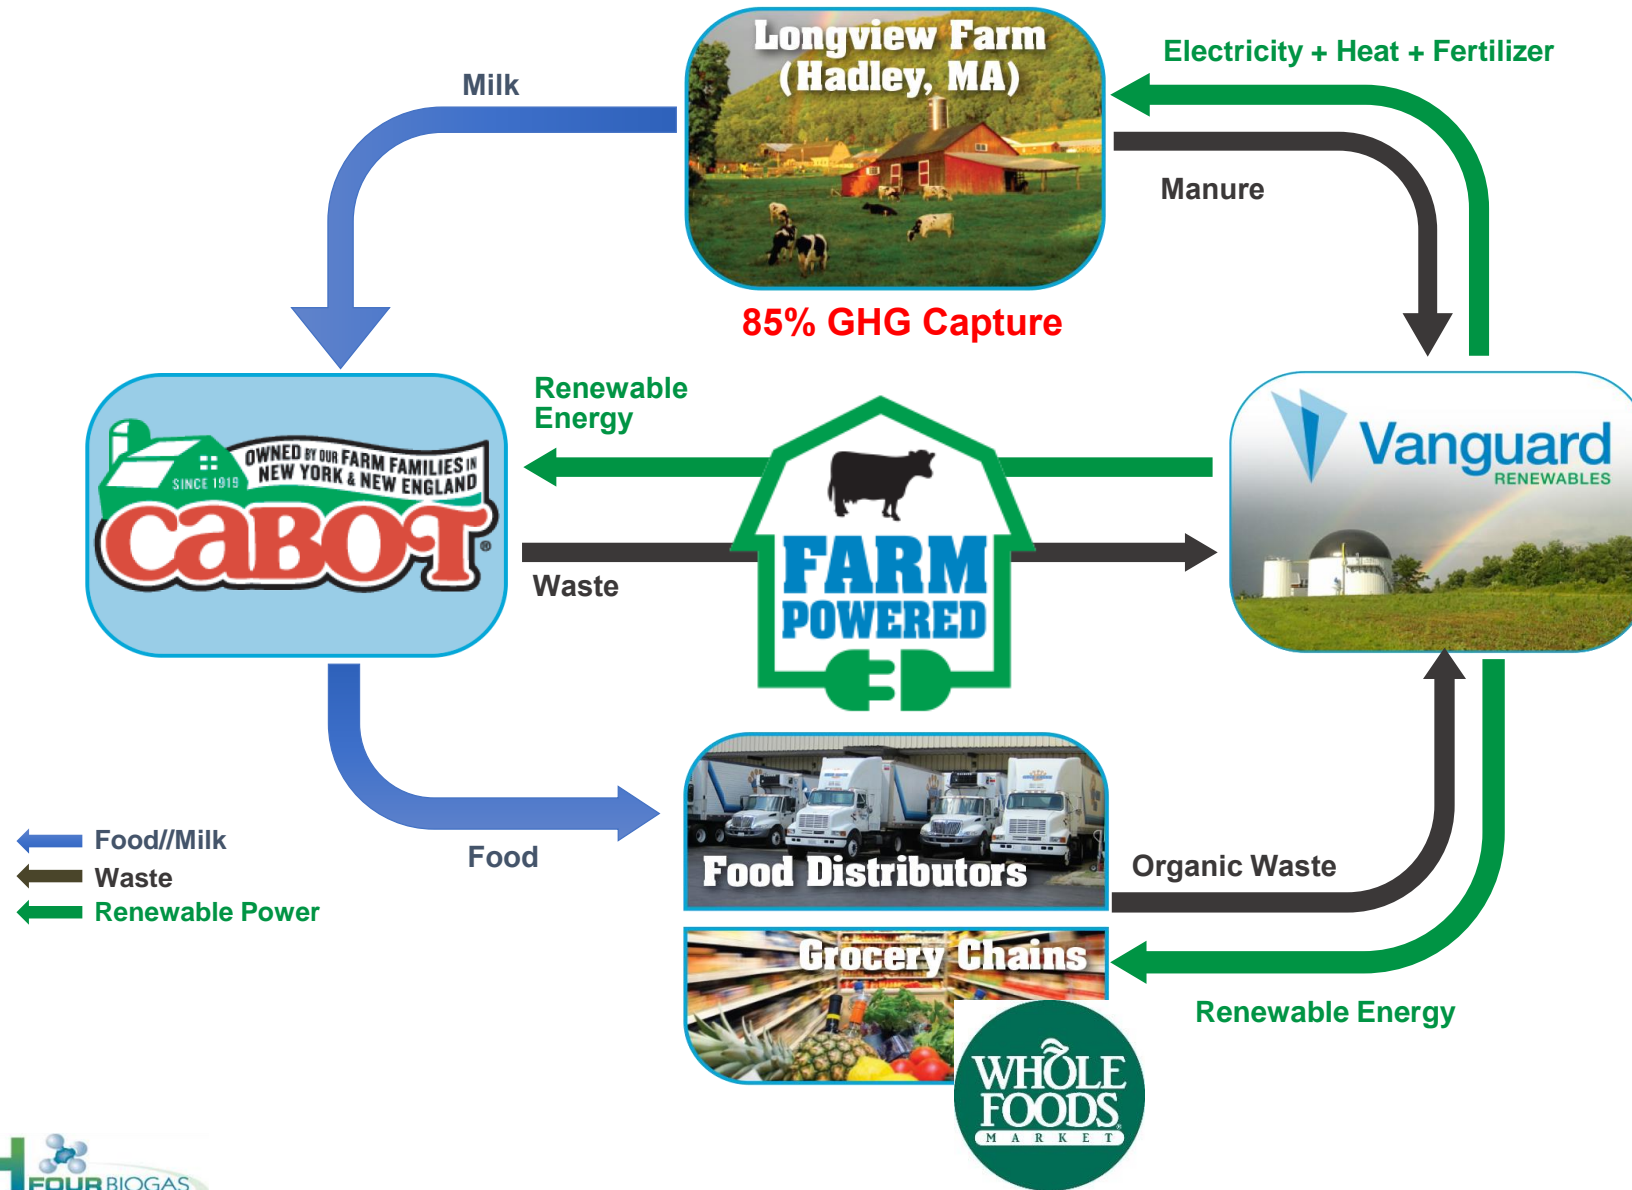 Longview Farm
(Hadley, MA)
Electricity + Heat + Fertilizer
Milk
Manure
85% GHG Capture
Renewable
Energy
OWNED BY OUR FARM FAMILIES IN
NEW YORK & NEW ENGLAND
SINCE 1919
CABOT®
Vanguard
RENEWABLES
FARM
POWERED
Waste
Food//Milk
Waste
Renewable Power
Food
Food Distributors
Organic Waste
Grocery Chains
Renewable Energy
WHOLE
FOODS
MARKET
FOUR BIOGAS